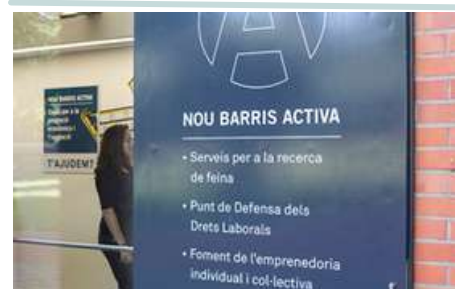 NOU BARRIS ACTIVA
• Serveis per a la recerca
de feina
• Punt de Defensa dels
Drets Laborals
• Foment de l'emprenedoria
individual i col·lectiva
NOU BARRIS ACTIVA
T'AJUDEM?